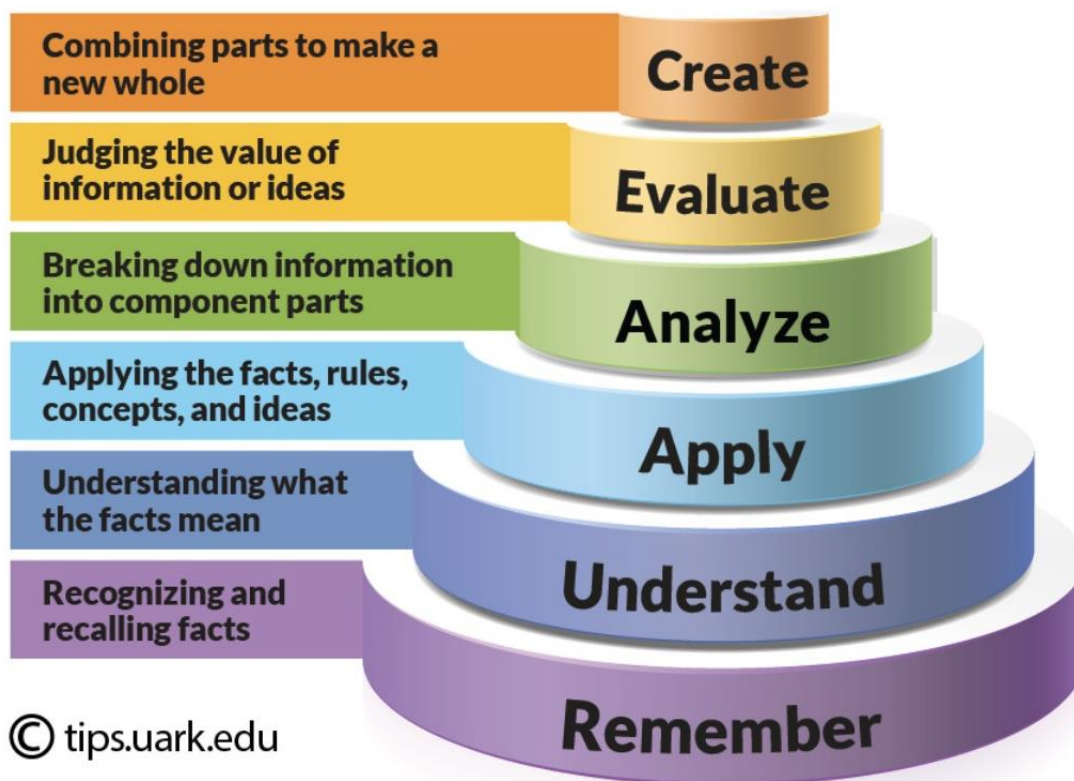 Combining parts to make a
new whole
Create
Judging the value of
information or ideas
Evaluate
Breaking down information
into component parts
Analyze
Applying the facts, rules,
concepts, and ideas
Apply
Understanding what
the facts mean
Understand
Recognizing and
recalling facts
Remember
© tips.uark.edu